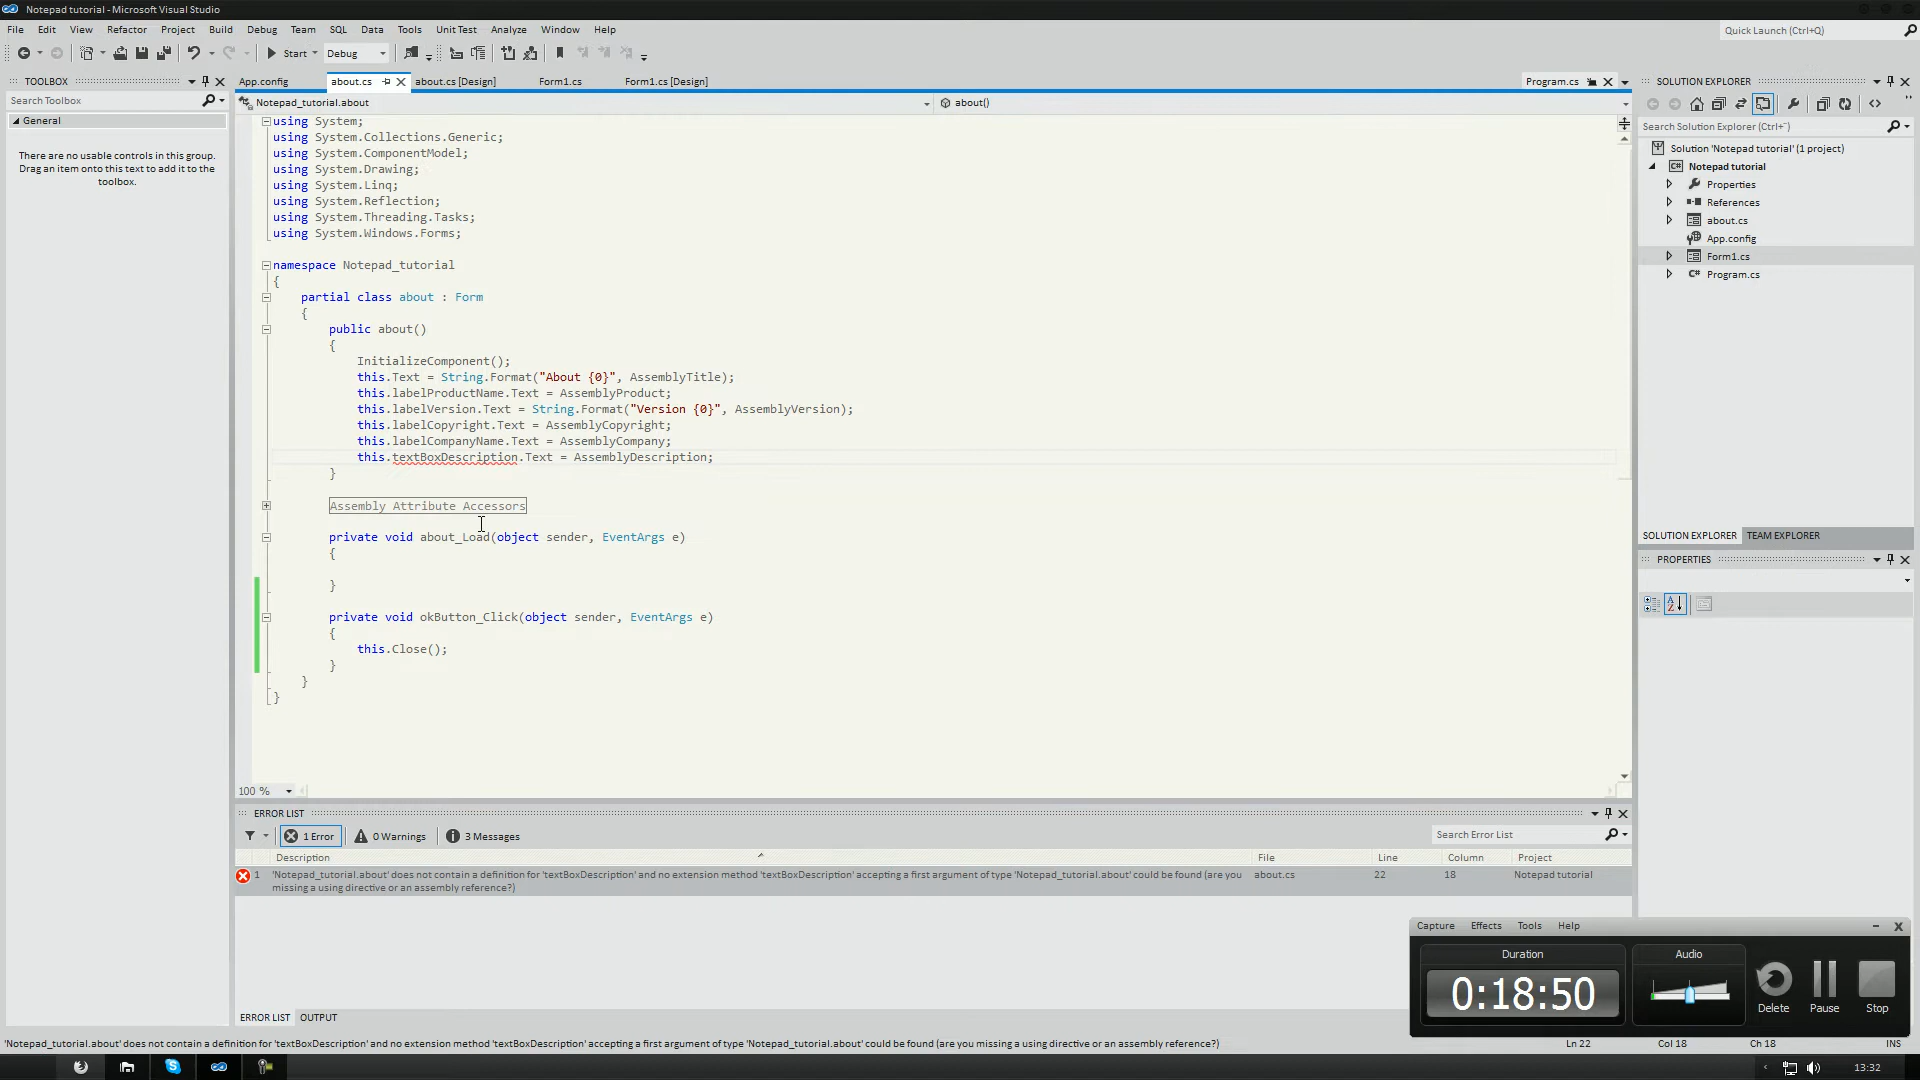 Notepad tutorial - Microsoft Visual Studio
File Edit View Refactor Project Build Debug Team SQL Data Tools Unit Test Analyze Window Help
Quick Launch (Ctrl+Q)
Start Debug
TOOLBOX
Search Toolbox
General
There are no usable controls in this group.
Drag an item onto this text to add it to the
toolbox.
App.config about.cs about.cs [Design] Form1.cs Form1.cs [Design] Program.cs
Notepad_tutorial.about about()
using System;
using System.Collections.Generic;
using System.ComponentModel;
using System.Drawing;
using System.Linq;
using System.Reflection;
using System.Threading.Tasks;
using System.Windows.Forms;
namespace Notepad_tutorial
{
partial class about : Form
{
public about()
{
InitializeComponent();
this.Text = String.Format("About {0}", AssemblyTitle);
this.labelProductName.Text = AssemblyProduct;
this.labelVersion.Text = String.Format("Version {0}", AssemblyVersion);
this.labelCopyright.Text = AssemblyCopyright;
this.labelCompanyName.Text = AssemblyCompany;
this.textBoxDescription.Text = AssemblyDescription;
}
Assembly Attribute Accessors
private void about_Load(object sender, EventArgs e)
{
}
private void okButton_Click(object sender, EventArgs e)
{
this.Close();
}
}
}
100 %
SOLUTION EXPLORER
Search Solution Explorer (Ctrl+¨)
Solution 'Notepad tutorial' (1 project)
Notepad tutorial
Properties
References
about.cs
App.config
Form1.cs
Program.cs
SOLUTION EXPLORER TEAM EXPLORER
PROPERTIES
ERROR LIST
1 Error 0 Warnings 3 Messages
Search Error List
Description File Line Column Project
1 'Notepad_tutorial.about' does not contain a definition for 'textBoxDescription' and no extension method 'textBoxDescription' accepting a first argument of type 'Notepad_tutorial.about' could be found (are you about.cs 22 18 Notepad tutorial
missing a using directive or an assembly reference?)
ERROR LIST OUTPUT
Capture Effects Tools Help
Duration Audio
0:18:50
Delete Pause Stop
'Notepad_tutorial.about' does not contain a definition for 'textBoxDescription' and no extension method 'textBoxDescription' accepting a first argument of type 'Notepad_tutorial.about' could be found (are you missing a using directive or an assembly reference?)
Ln 22 Col 18 Ch 18 INS
13:32